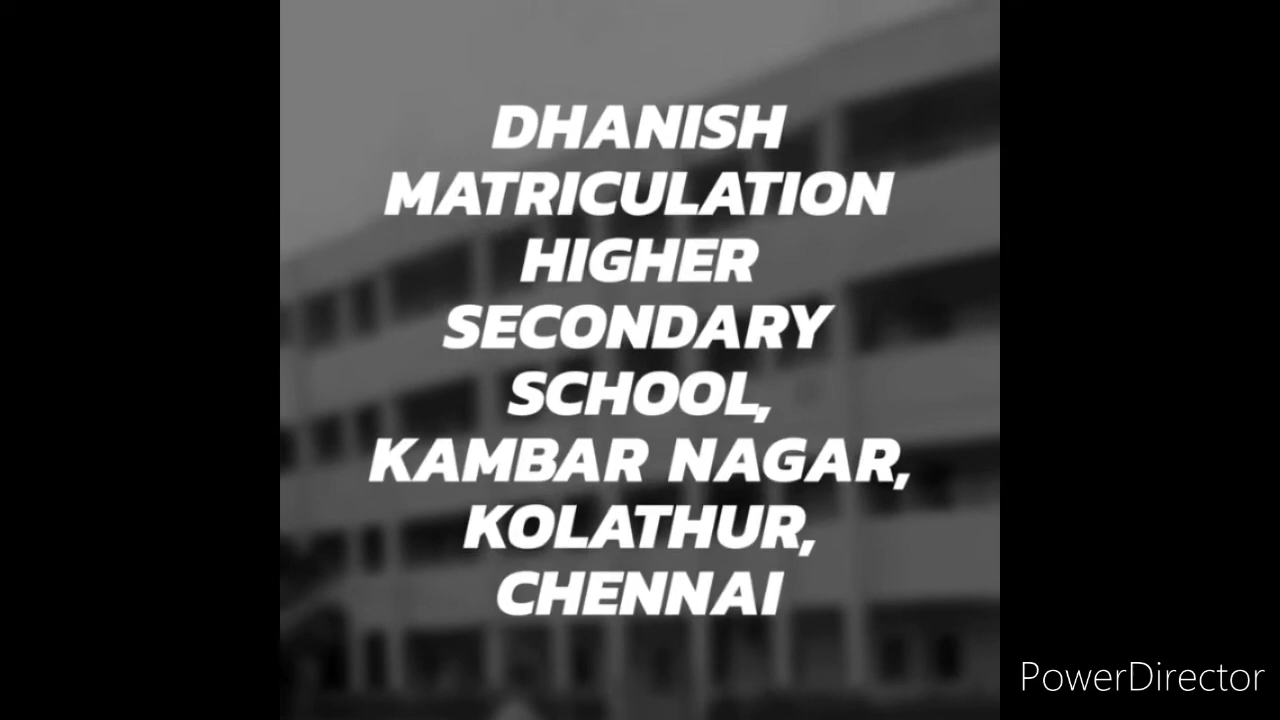 DHANISH
MATRICULATION
HIGHER
SECONDARY
SCHOOL,
KAMBAR NAGAR,
KOLATHUR,
CHENNAI
PowerDirector